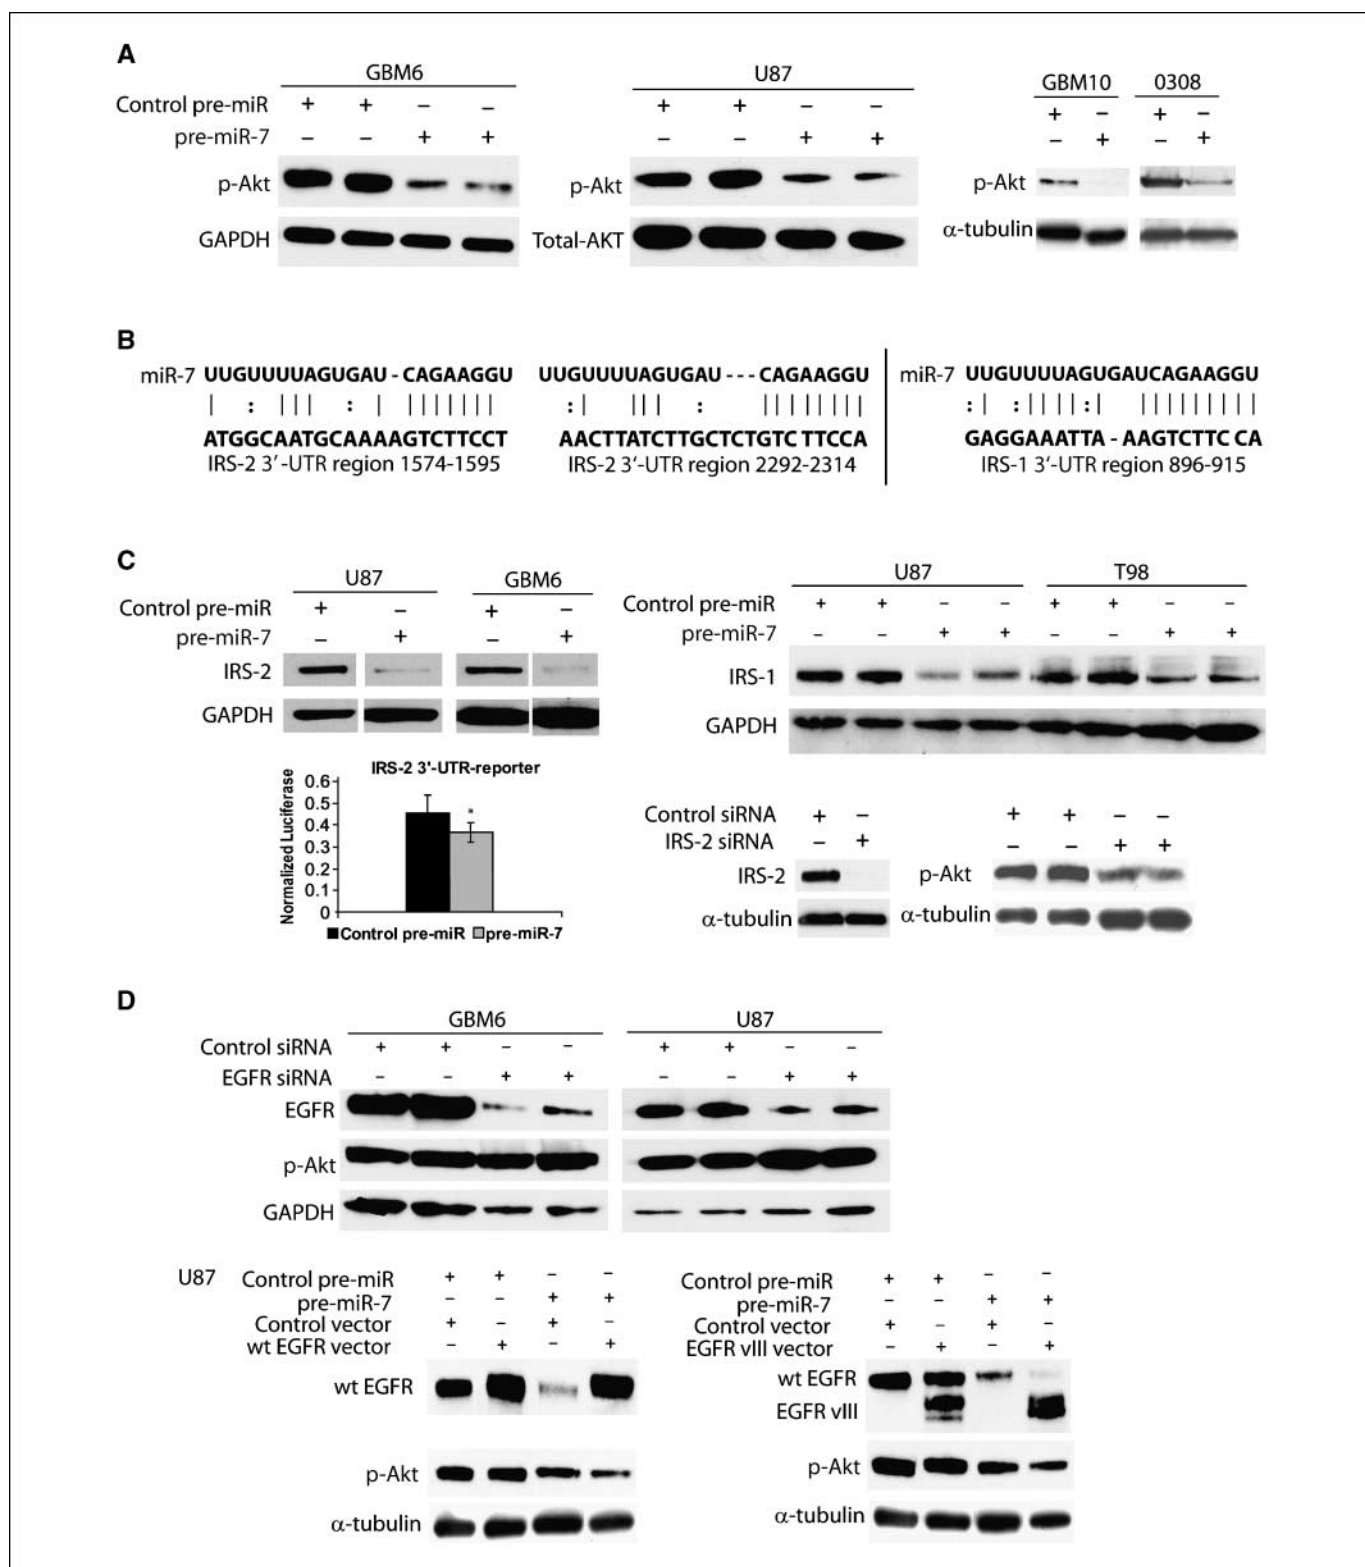 A
GBM6
U87
GBM10
0308
Control pre-miR + + – –
+ + – –
+ – + –
pre-miR-7 – – + +
– – + +
– + – +
p-Akt
p-Akt
p-Akt
GAPDH
Total-AKT
α-tubulin
B
miR-7 UUGUUUUAGUGAU - CAGAAGGU
UUGUUUUAGUGAU - - - CAGAAGGU
miR-7 UUGUUUUAGUGAUCAGAAGGU
ATGGCAATGCAAAAGTCTTCCT
AACTTATCTTGCTCTGTCTTCCA
GAGGAAATTA - AAGTCTTCCA
IRS-2 3′-UTR region 1574-1595
IRS-2 3′-UTR region 2292-2314
IRS-1 3′-UTR region 896-915
C
U87
GBM6
Control pre-miR + – + –
pre-miR-7 – + – +
IRS-2
GAPDH
U87
T98
Control pre-miR + + – – + + – –
pre-miR-7 – – + + – – + +
IRS-1
GAPDH
IRS-2 3'-UTR-reporter
Normalized Luciferase
0.6
0.5
0.4
0.3
0.2
0.1
0
*
Control pre-miR pre-miR-7
Control siRNA + – + + – –
IRS-2 siRNA – + – – + +
IRS-2
p-Akt
α-tubulin
α-tubulin
D
GBM6
U87
Control siRNA + + – – + + – –
EGFR siRNA – – + + – – + +
EGFR
p-Akt
GAPDH
U87
Control pre-miR + + – –
pre-miR-7 – – + +
Control vector + – + –
wt EGFR vector – + – +
wt EGFR
p-Akt
α-tubulin
Control pre-miR + + – –
pre-miR-7 – – + +
Control vector + – + –
EGFR vIII vector – + – +
wt EGFR
EGFR vIII
p-Akt
α-tubulin